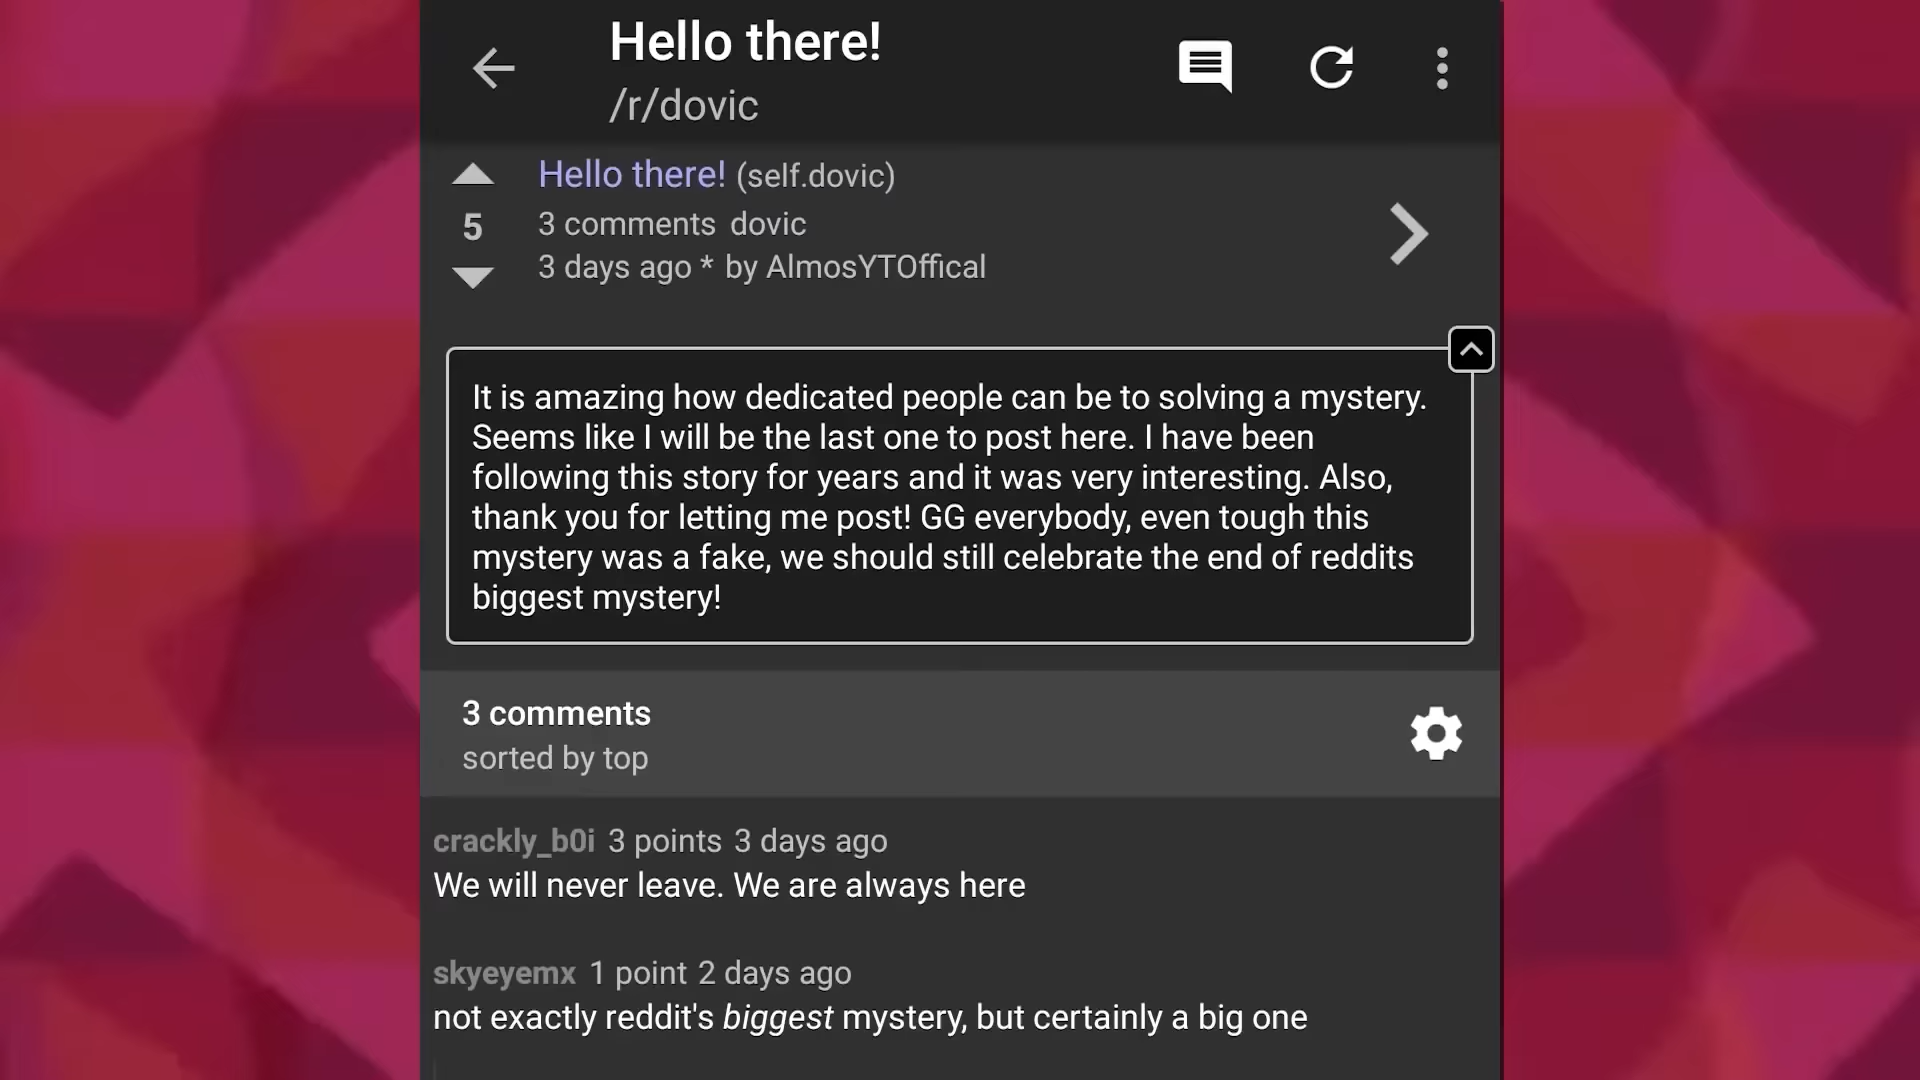 Hello there!
/r/dovic
Hello there! (self.dovic)
5
3 comments dovic
3 days ago * by AlmosYTOffical
It is amazing how dedicated people can be to solving a mystery.
Seems like I will be the last one to post here. I have been
following this story for years and it was very interesting. Also,
thank you for letting me post! GG everybody, even tough this
mystery was a fake, we should still celebrate the end of reddits
biggest mystery!
3 comments
sorted by top
crackly_b0i 3 points 3 days ago
We will never leave. We are always here
skyeyemx 1 point 2 days ago
not exactly reddit's biggest mystery, but certainly a big one